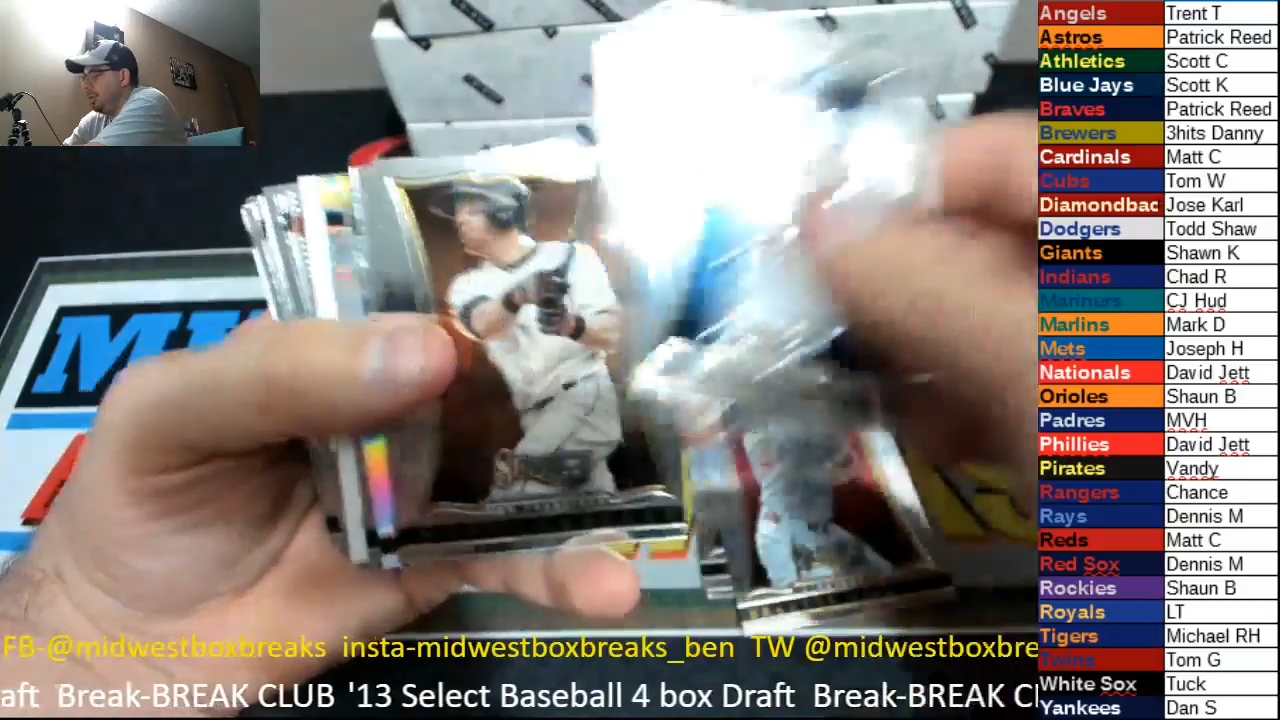 Angels Trent T
Astros Patrick Reed
Athletics Scott C
Blue Jays Scott K
Braves Patrick Reed
Brewers 3hits Danny
Cardinals Matt C
Cubs Tom W
Diamondbac Jose Karl
Dodgers Todd Shaw
Giants Shawn K
Indians Chad R
Mariners CJ Hud
Marlins Mark D
Mets Joseph H
Nationals David Jett
Orioles Shaun B
Padres MVH
Phillies David Jett
Pirates Vandy
Rangers Chance
Rays Dennis M
Reds Matt C
Red Sox Dennis M
Rockies Shaun B
Royals LT
Tigers Michael RH
Twins Tom G
White Sox Tuck
Yankees Dan S
FB-@midwestboxbreaks insta-midwestboxbreaks_ben TW @midwestboxbre
aft Break-BREAK CLUB '13 Select Baseball 4 box Draft Break-BREAK Cl